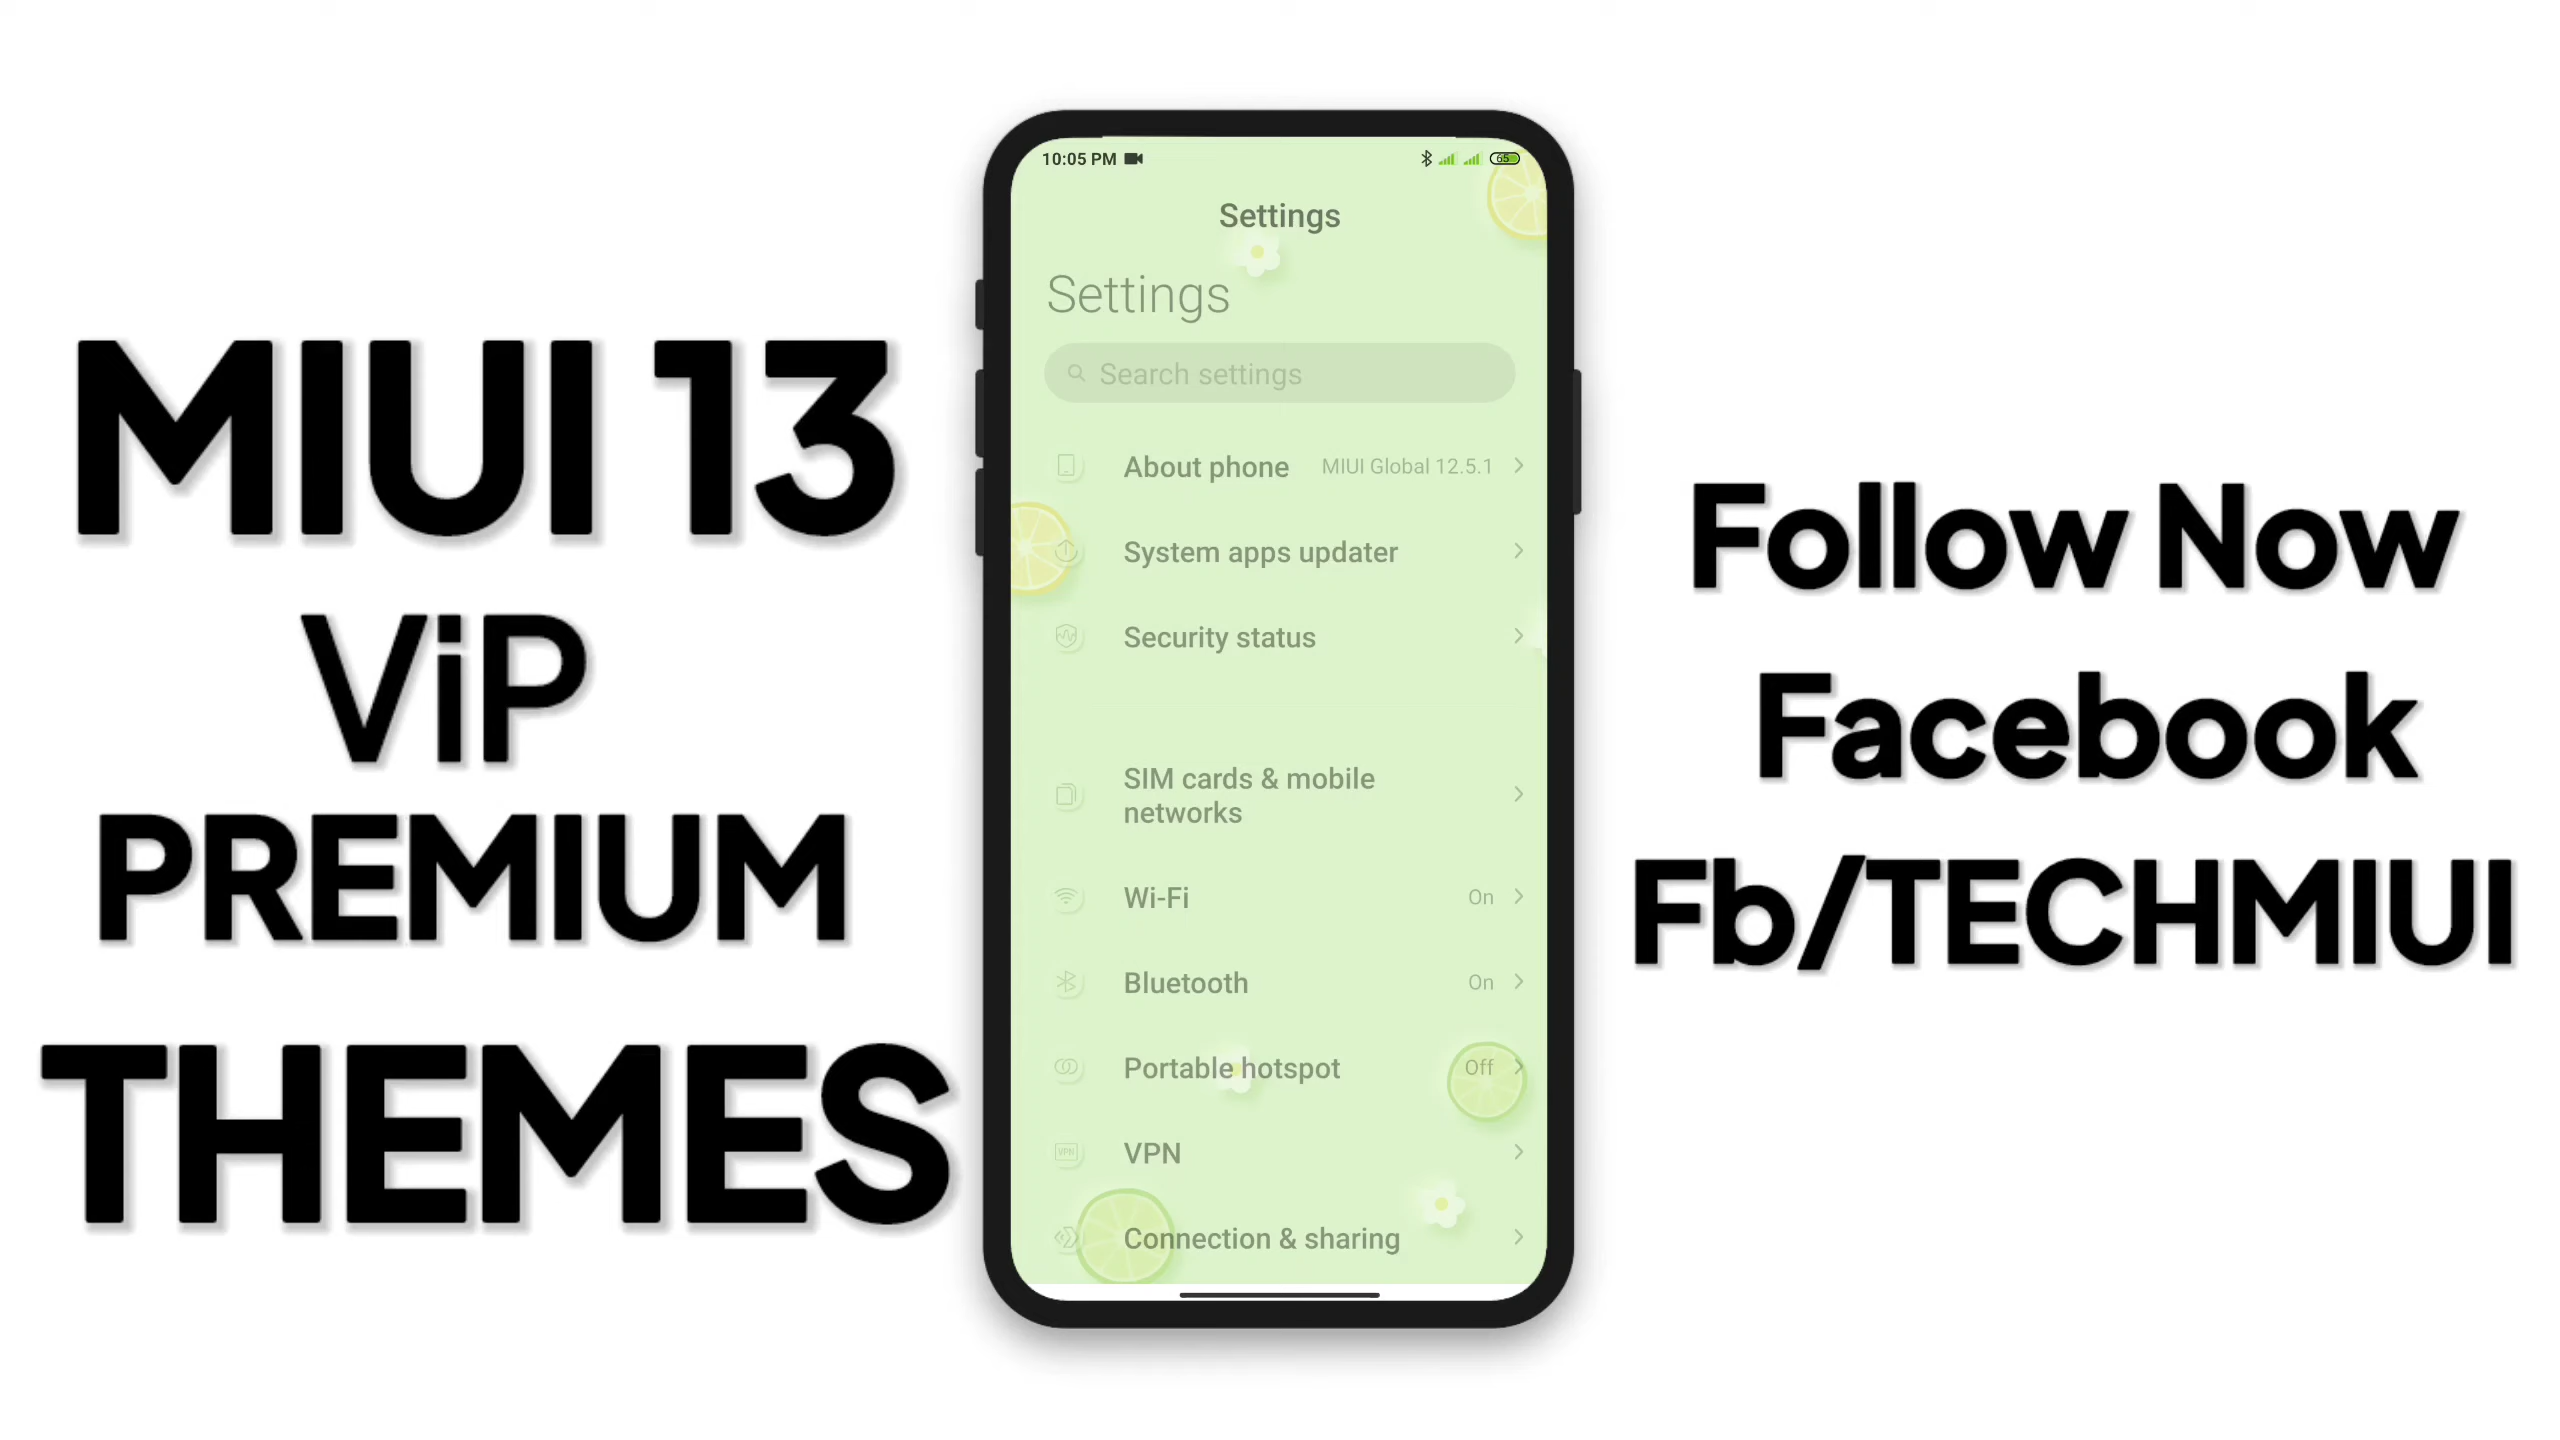 MIUI 13
ViP
PREMIUM
THEMES
10:05 PM
65
Settings
Settings
Search settings
About phone MIUI Global 12.5.1
System apps updater
Security status
SIM cards & mobile
networks
Wi-Fi On
Bluetooth On
Portable hotspot Off
VPN VPN
Connection & sharing
Follow Now
Facebook
Fb/TECHMIUI